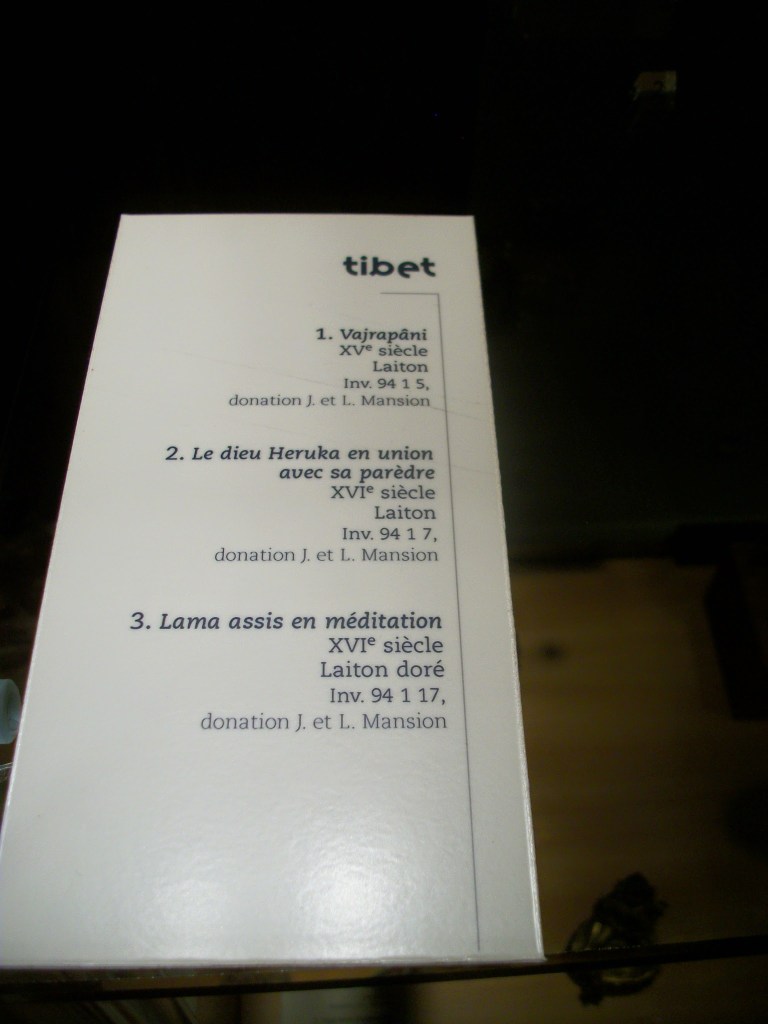 tibet
1. Vajrapâni
XVe siècle
Laiton
Inv. 94 1 5,
donation J. et L. Mansion
2. Le dieu Heruka en union
avec sa parèdre
XVIe siècle
Laiton
Inv. 94 1 7,
donation J. et L. Mansion
3. Lama assis en méditation
XVIe siècle
Laiton doré
Inv. 94 1 17,
donation J. et L. Mansion